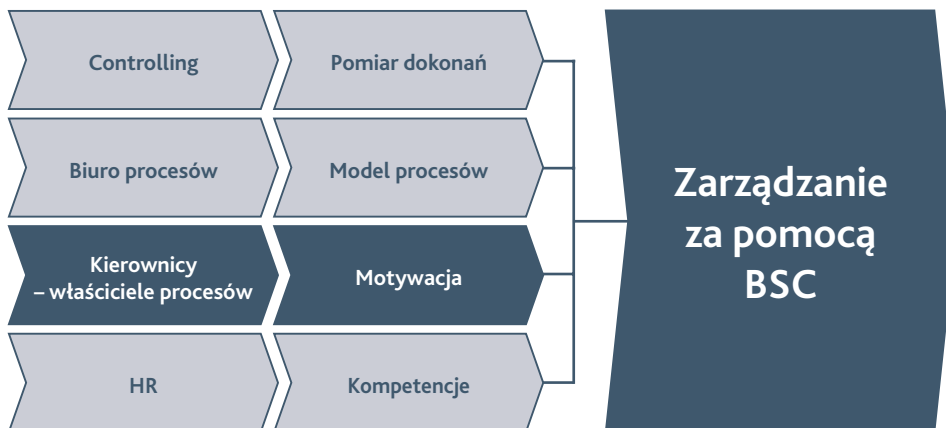 Controlling
Pomiar dokonań
Biuro procesów
Model procesów
Kierownicy
– właściciele procesów
Motywacja
HR
Kompetencje
Zarządzanie
za pomocą
BSC